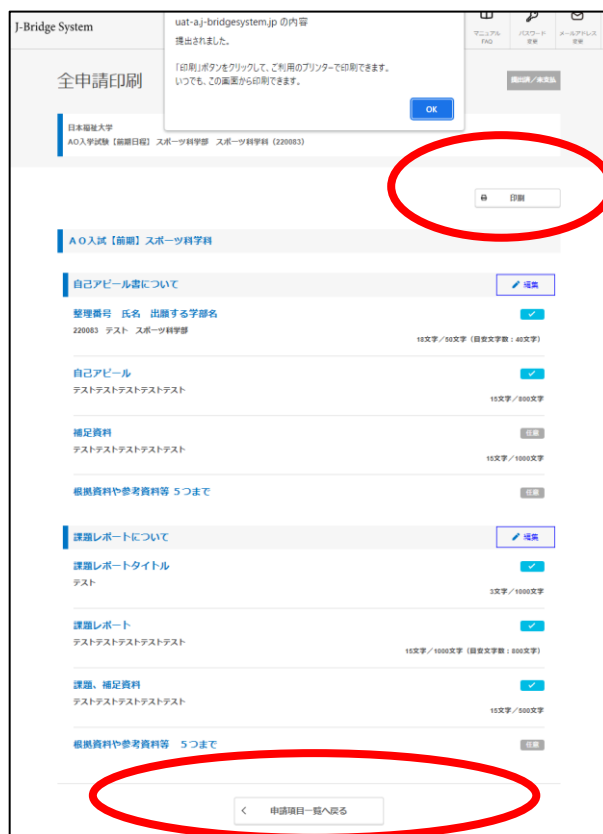 J-Bridge System
uat-a.j-bridgesystem.jp の内容
提出されました。
「印刷」ボタンをクリックして、ご利用のプリンターで印刷できます。
いつでも、この画面から印刷できます。
OK
マニュアル
FAQ
パスワード
変更
メールアドレス
変更
全申請印刷
提出済/未支払
日本福祉大学
AO入学試験【前期日程】 スポーツ科学部 スポーツ科学科 (220083)
印刷
AO入試【前期】スポーツ科学科
自己アピール書について
編集
整理番号 氏名 出願する学部名
220083 テスト スポーツ科学部
18文字/50文字 (目安文字数:40文字)
自己アピール
テストテストテストテストテスト
15文字/800文字
補足資料
任意
テストテストテストテストテスト
15文字/1000文字
根拠資料や参考資料等 5つまで
任意
課題レポートについて
編集
課題レポートタイトル
テスト
3文字/1000文字
課題レポート
テストテストテストテストテスト
15文字/1000文字 (目安文字数:800文字)
課題、補足資料
テストテストテストテストテスト
15文字/500文字
根拠資料や参考資料等 5つまで
任意
申請項目一覧へ戻る